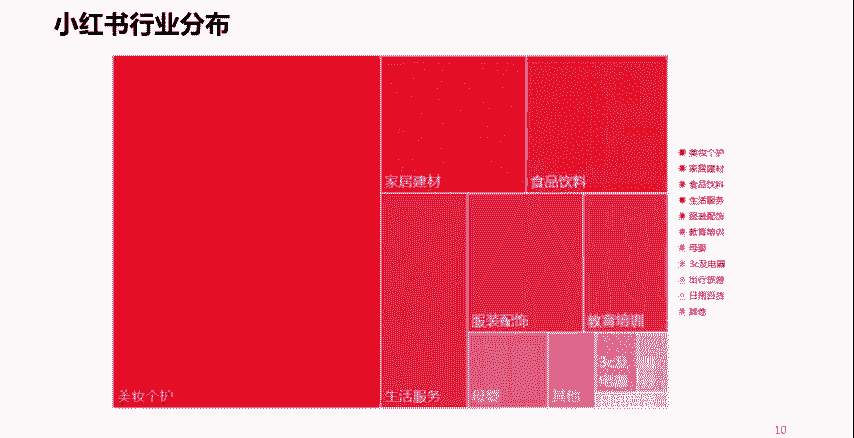 小红书行业分布
家居建材
食品饮料
服装配饰
教育培训
3c及
电器
美妆个护
生活服务
母婴
其他
美妆个护
家居建材
食品饮料
生活服务
服装配饰
教育培训
母婴
3c及电器
出行旅游
日用百货
其他
10